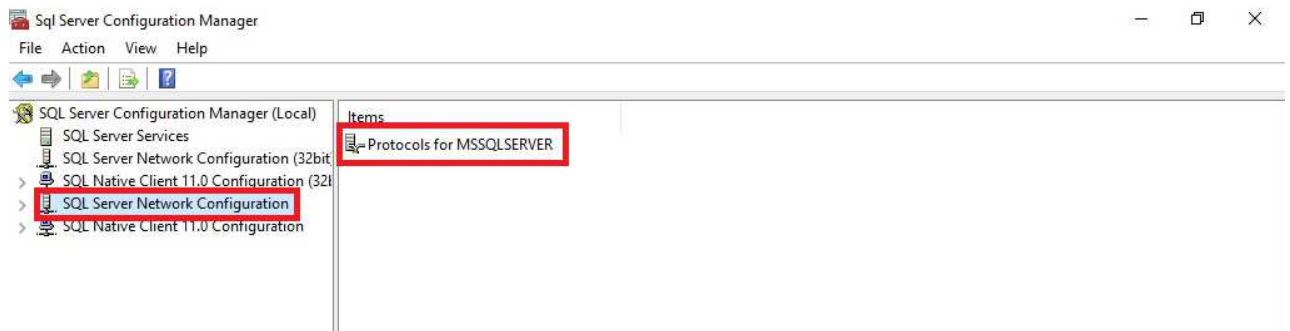 Sql Server Configuration Manager
File Action View Help
SQL Server Configuration Manager (Local)
SQL Server Services
SQL Server Network Configuration (32bit
SQL Native Client 11.0 Configuration (32b
SQL Server Network Configuration
SQL Native Client 11.0 Configuration
Items
Protocols for MSSQLSERVER